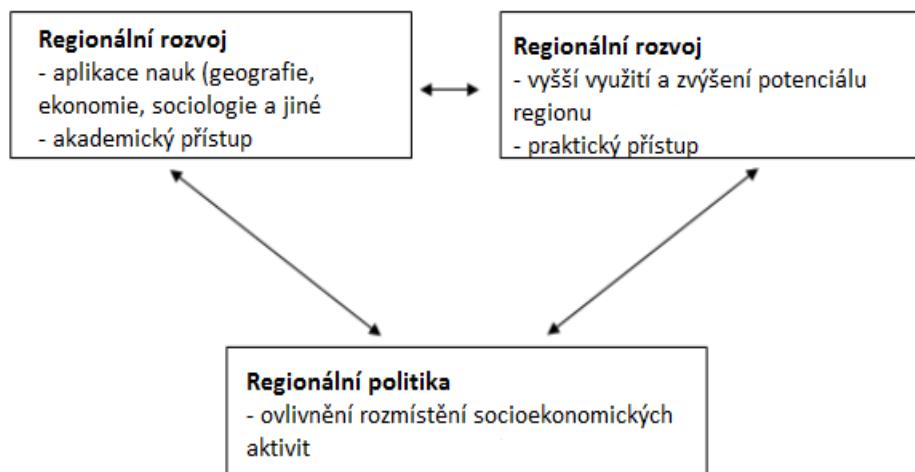 Regionální rozvoj
- aplikace nauk (geografie,
ekonomie, sociologie a jiné
- akademický přístup
Regionální rozvoj
- vyšší využití a zvýšení potenciálu
regionu
- praktický přístup
Regionální politika
- ovlivnění rozmístění socioekonomických
aktivit